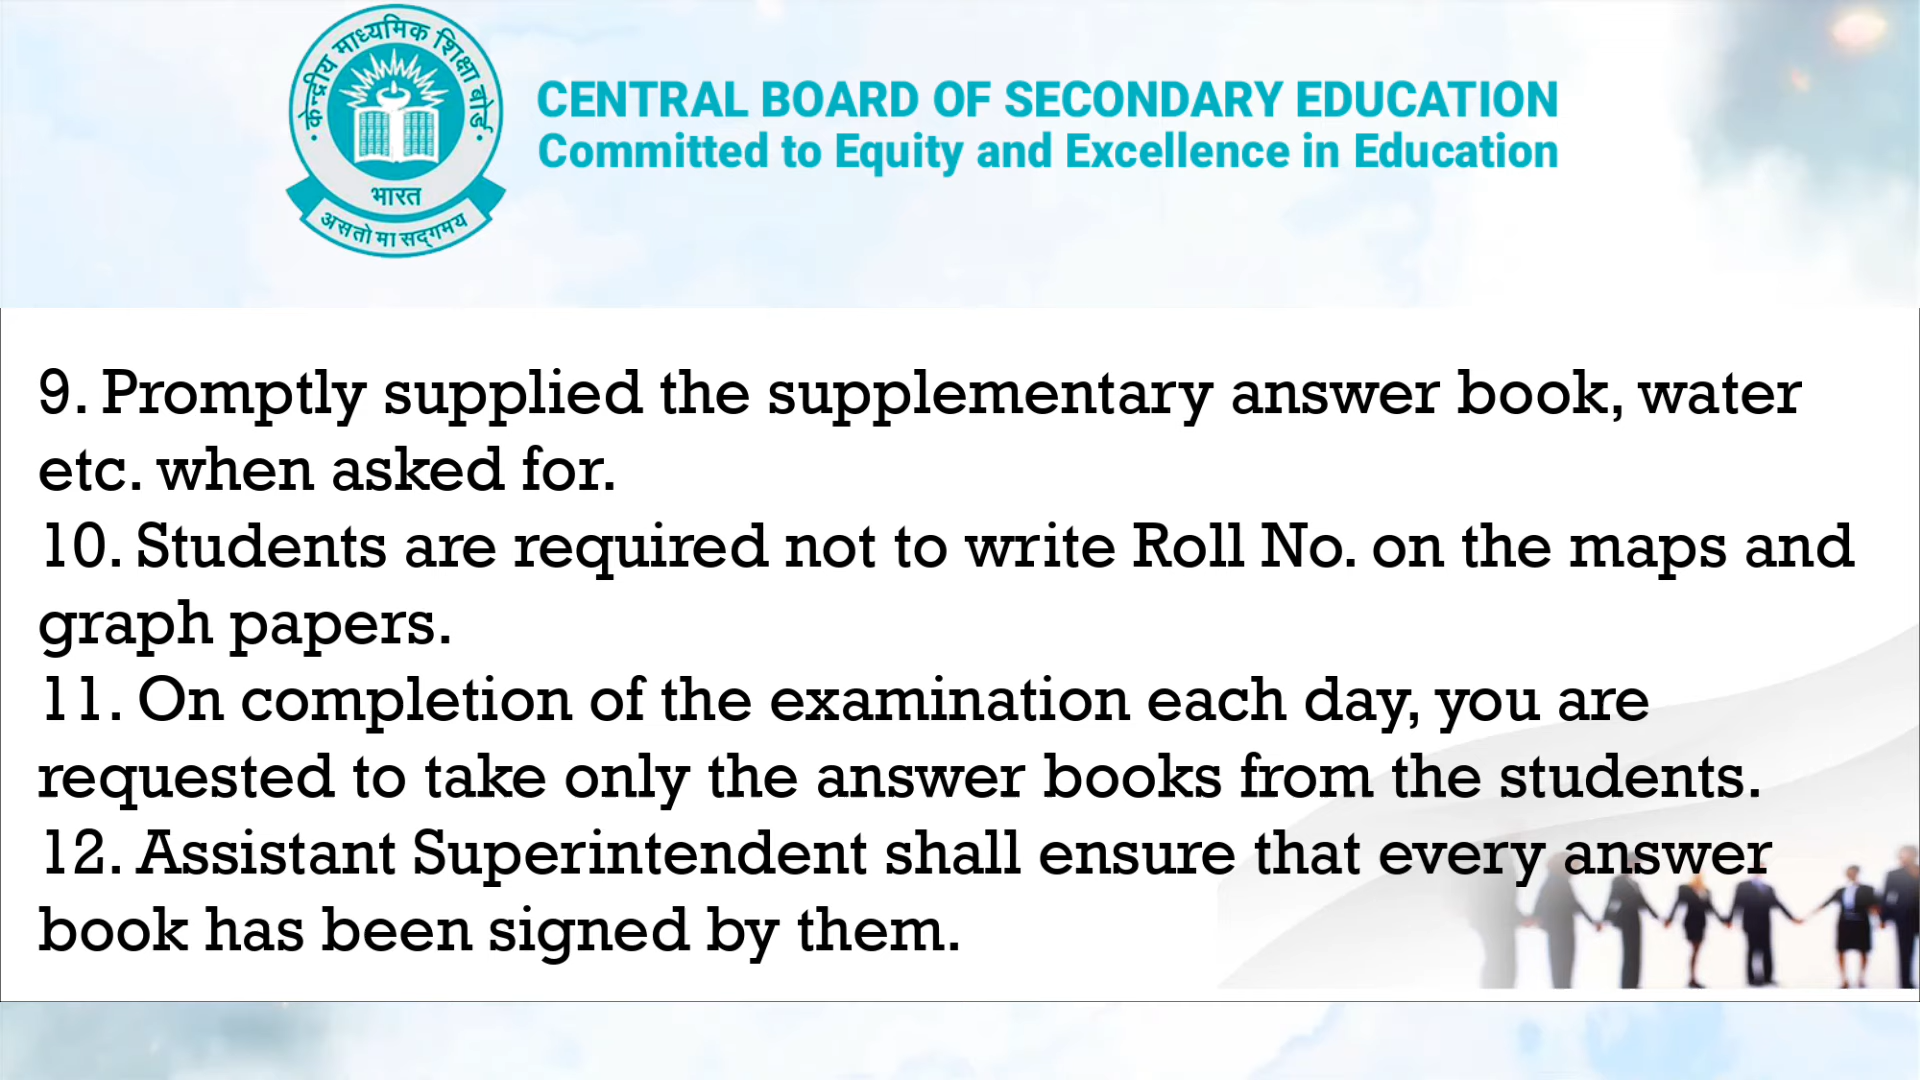 केन्द्रीय माध्यमिक शिक्षा बोर्ड
भारत
असतो मा सद्गमय
CENTRAL BOARD OF SECONDARY EDUCATION
Committed to Equity and Excellence in Education
9. Promptly supplied the supplementary answer book, water
etc. when asked for.
10. Students are required not to write Roll No. on the maps and
graph papers.
11. On completion of the examination each day, you are
requested to take only the answer books from the students.
12. Assistant Superintendent shall ensure that every answer
book has been signed by them.